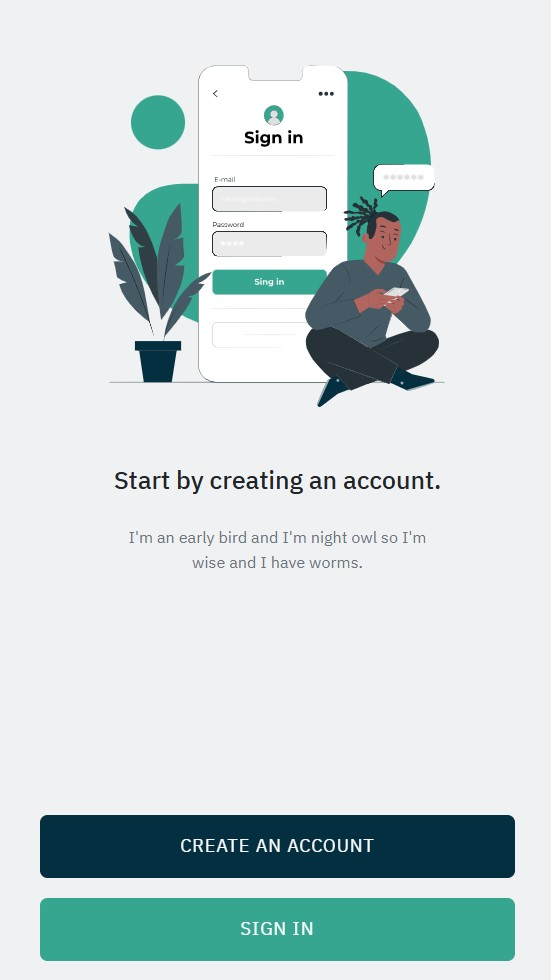 Sign in
E-mail
Password
Sing in
Start by creating an account.
I'm an early bird and I'm night owl so I'm
wise and I have worms.
CREATE AN ACCOUNT
SIGN IN